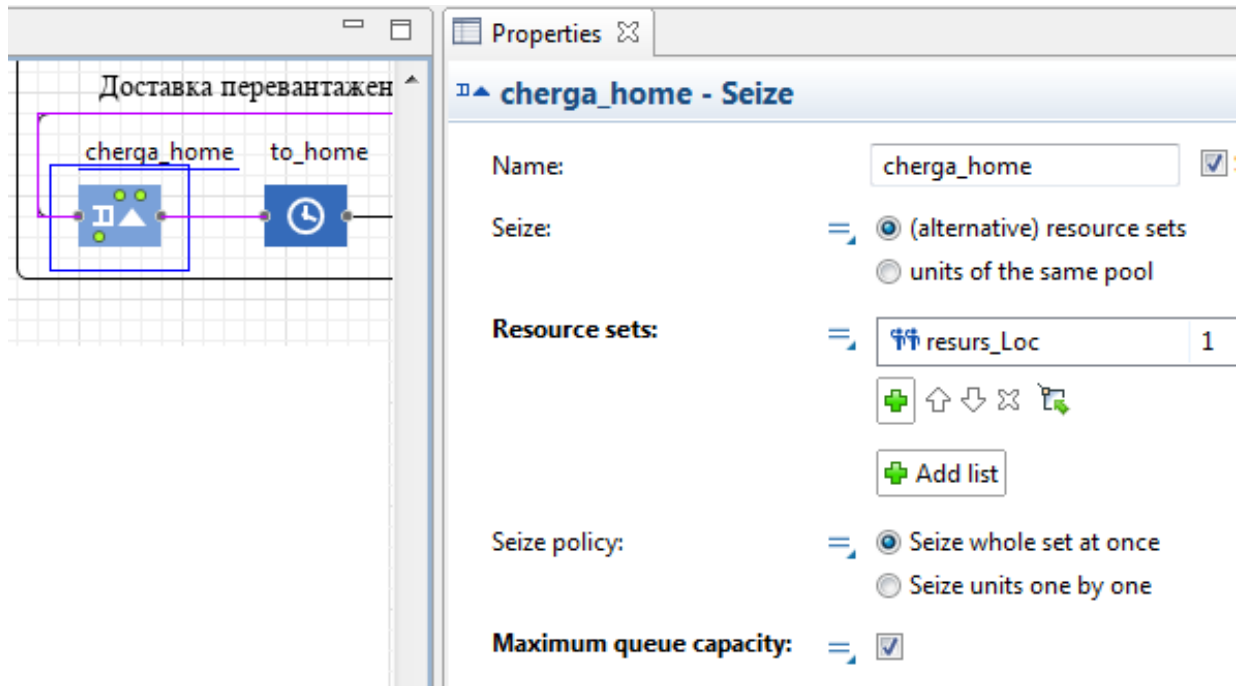 Properties
Доставка перевантажен
cherga_home - Seize
cherga_home
to_home
Name:
cherga_home
Seize:
(alternative) resource sets
units of the same pool
Resource sets:
resurs_Loc
1
Add list
Seize policy:
Seize whole set at once
Seize units one by one
Maximum queue capacity: